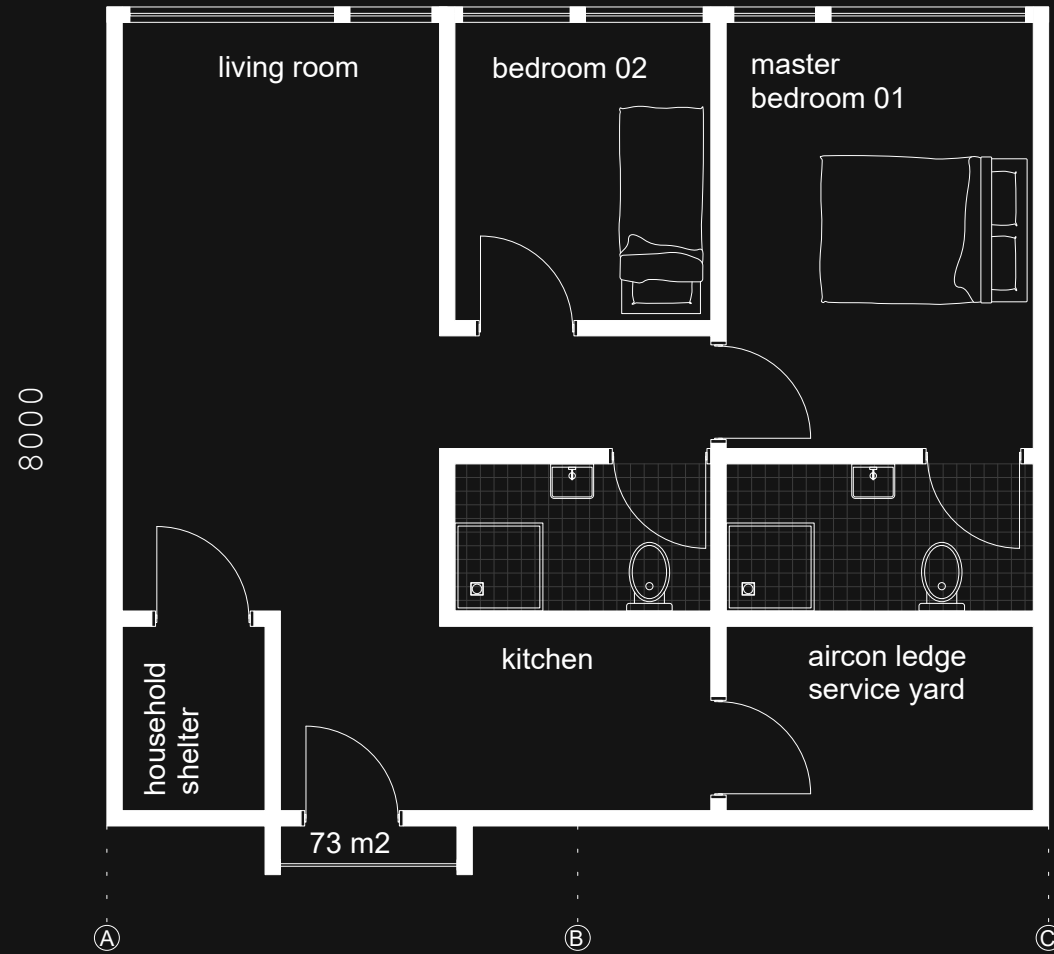 living room
bedroom 02
master
bedroom 01
8000
kitchen
aircon ledge
service yard
household
shelter
73 m2
A
B
C